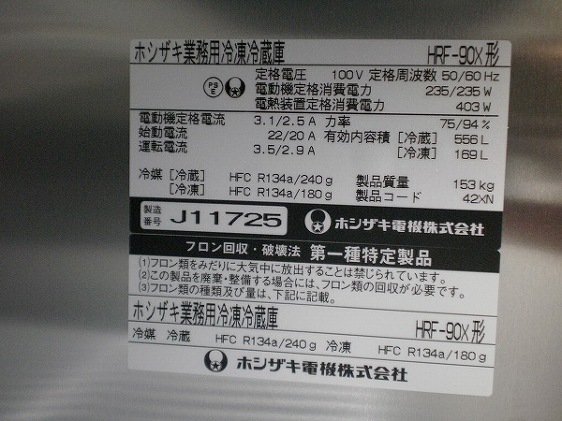 ホシザキ業務用冷凍冷蔵庫 HRF-90X形
定格電圧 100V 定格周波数 50/60Hz
PS E 電動機定格消費電力 235/235W
電熱装置定格消費電力 403W
電動機定格電流 3.1/2.5A 力率 75/94%
始動電流 22/20A 有効内容積 [冷蔵] 556L
運転電流 3.5/2.9A [冷凍] 169L
冷媒 [冷蔵] HFC R134a/240g 製品質量 153kg
[冷凍] HFC R134a/180g 製品コード 42XN
製造番号 J11725 ホシザキ電機株式会社
フロン回収・破壊法 第一種特定製品
(1)フロン類をみだりに大気中に放出することは禁じられています。
(2)この製品を廃棄・整備する場合には、フロン類の回収が必要です。
(3)フロン類の種類及び量は、下記に記載。
ホシザキ業務用冷凍冷蔵庫 HRF-90X形
冷媒 冷蔵 HFC R134a/240g 冷凍 HFC R134a/180g
ホシザキ電機株式会社